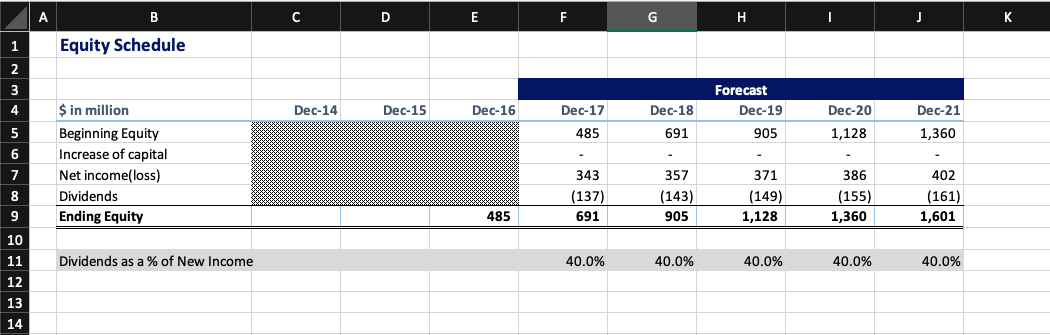 A B C D E F G H I J K
1 Equity Schedule
2
3 Forecast
4 $ in million Dec-14 Dec-15 Dec-16 Dec-17 Dec-18 Dec-19 Dec-20 Dec-21
5 Beginning Equity 485 691 905 1,128 1,360
6 Increase of capital - - - - -
7 Net income(loss) 343 357 371 386 402
8 Dividends (137) (143) (149) (155) (161)
9 Ending Equity 485 691 905 1,128 1,360 1,601
10
11 Dividends as a % of New Income 40.0% 40.0% 40.0% 40.0% 40.0%
12
13
14